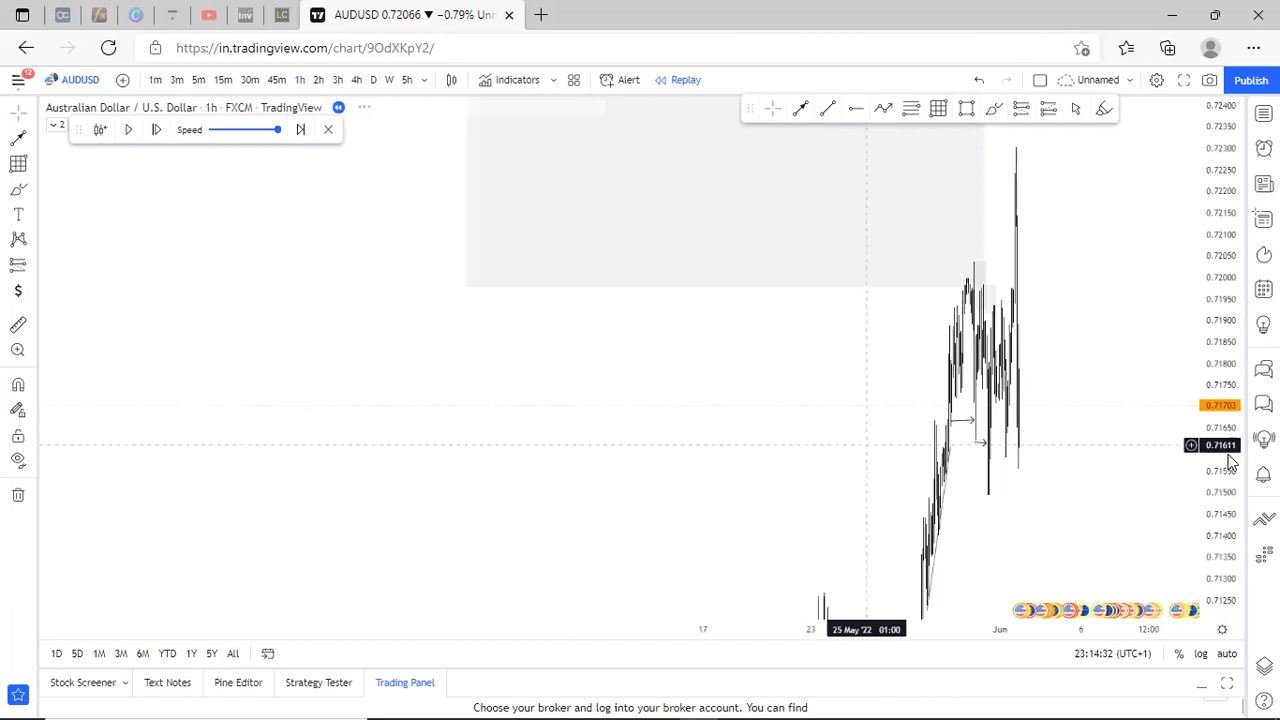 AUDUSD 0.72066 ▼ −0.79% Unr
https://in.tradingview.com/chart/9OdXKpY2/
12
AUDUSD 1m 3m 5m 15m 30m 45m 1h 2h 3h 4h D W 5h Indicators Alert Replay Unnamed Publish
Australian Dollar / U.S. Dollar · 1h · FXCM · TradingView
2
Speed
0.72400
0.72350
0.72300
0.72250
0.72200
0.72150
0.72100
0.72050
0.72000
0.71950
0.71900
0.71850
0.71800
0.71750
0.71703
0.71650
0.71611
0.71500
0.71450
0.71400
0.71350
0.71300
0.71250
17 23 25 May '22 01:00 Jun 6 12:00
1D 5D 1M 3M 6M YTD 1Y 5Y All 23:14:32 (UTC+1) % log auto
Stock Screener Text Notes Pine Editor Strategy Tester Trading Panel
Choose your broker and log into your broker account. You can find